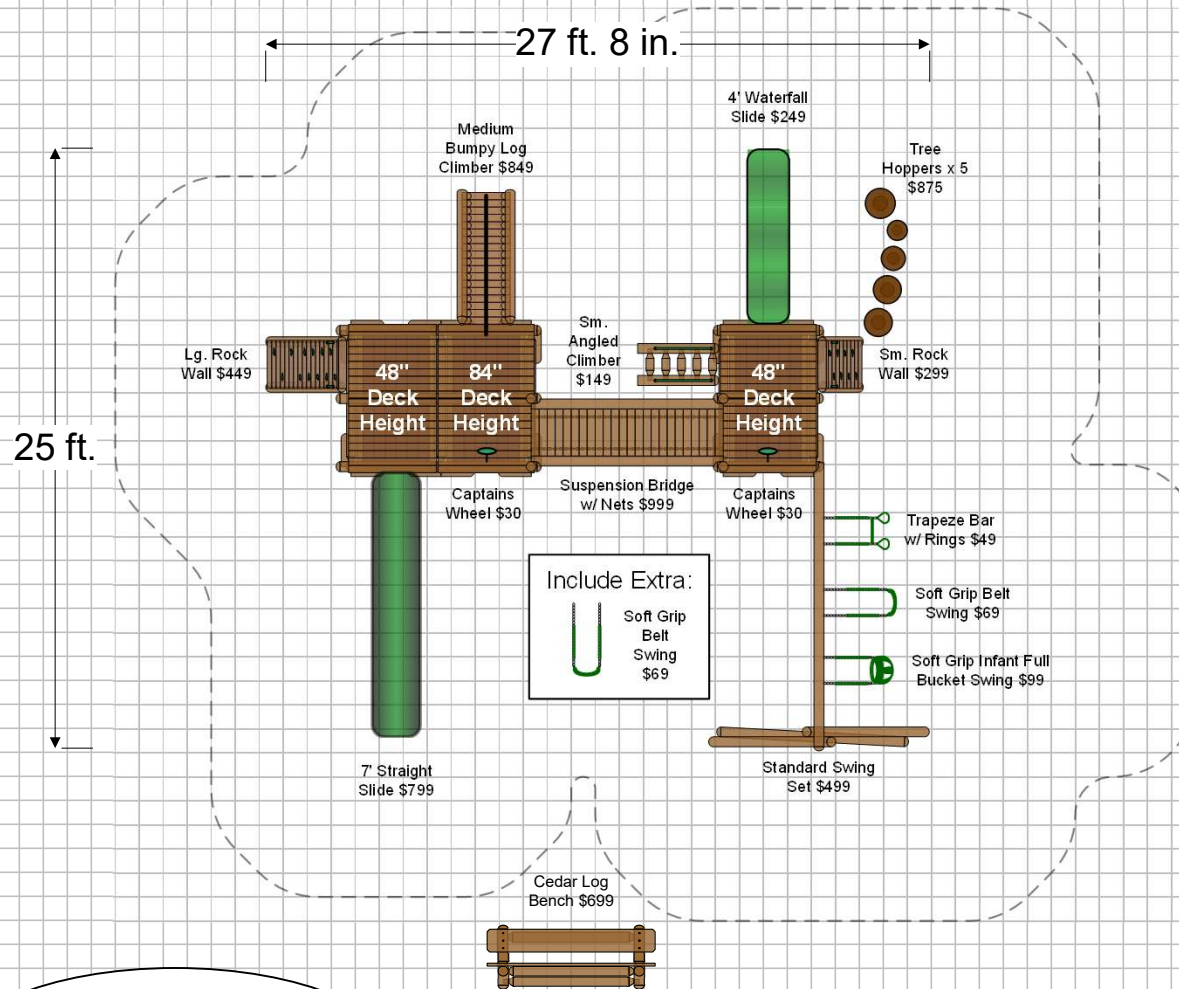 27 ft. 8 in.
4' Waterfall
Slide $249
Medium
Bumpy Log
Climber $849
Tree
Hoppers x 5
$875
Sm.
Angled
Climber
$149
Lg. Rock
Wall $449
48"
Deck
Height
84"
Deck
Height
48"
Deck
Height
Sm. Rock
Wall $299
25 ft.
Captains
Wheel $30
Suspension Bridge
w/ Nets $999
Captains
Wheel $30
Trapeze Bar
w/ Rings $49
Include Extra:
Soft Grip
Belt
Swing
$69
Soft Grip Belt
Swing $69
Soft Grip Infant Full
Bucket Swing $99
7' Straight
Slide $799
Standard Swing
Set $499
Cedar Log
Bench $699